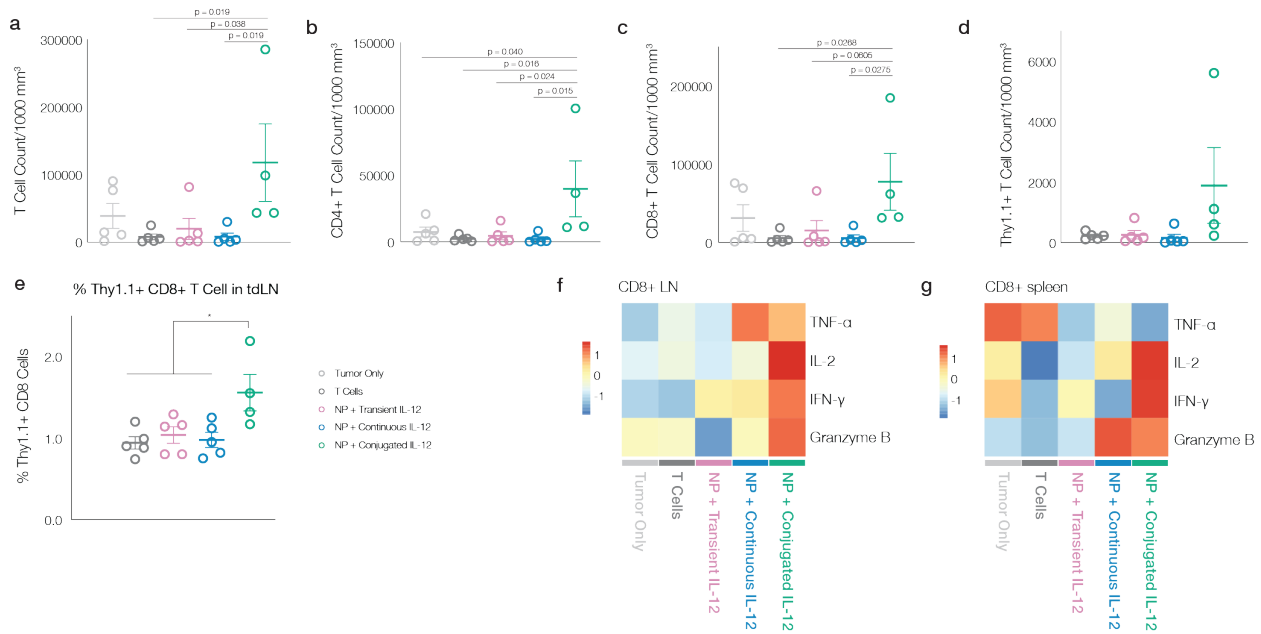 a
p = 0.019
p = 0.038
p = 0.019
T Cell Count/1000 mm³
300000
200000
100000
0
b
p = 0.040
p = 0.016
p = 0.024
p = 0.015
CD4+ T Cell Count/1000 mm³
150000
100000
50000
0
c
p = 0.0268
p = 0.0605
p = 0.0275
CD8+ T Cell Count/1000 mm³
200000
100000
0
d
Thy1.1+ T Cell Count/1000 mm³
6000
4000
2000
0
e
% Thy1.1+ CD8+ T Cell in tdLN
*
% Thy1.1+ CD8 Cells
2.0
1.0
0.0
Tumor Only
T Cells
NP + Transient IL-12
NP + Continuous IL-12
NP + Conjugated IL-12
f
CD8+ LN
1
0
-1
TNF-α
IL-2
IFN-γ
Granzyme B
Tumor Only
T Cells
NP + Transient IL-12
NP + Continuous IL-12
NP + Conjugated IL-12
g
CD8+ spleen
1
0
-1
TNF-α
IL-2
IFN-γ
Granzyme B
Tumor Only
T Cells
NP + Transient IL-12
NP + Continuous IL-12
NP + Conjugated IL-12